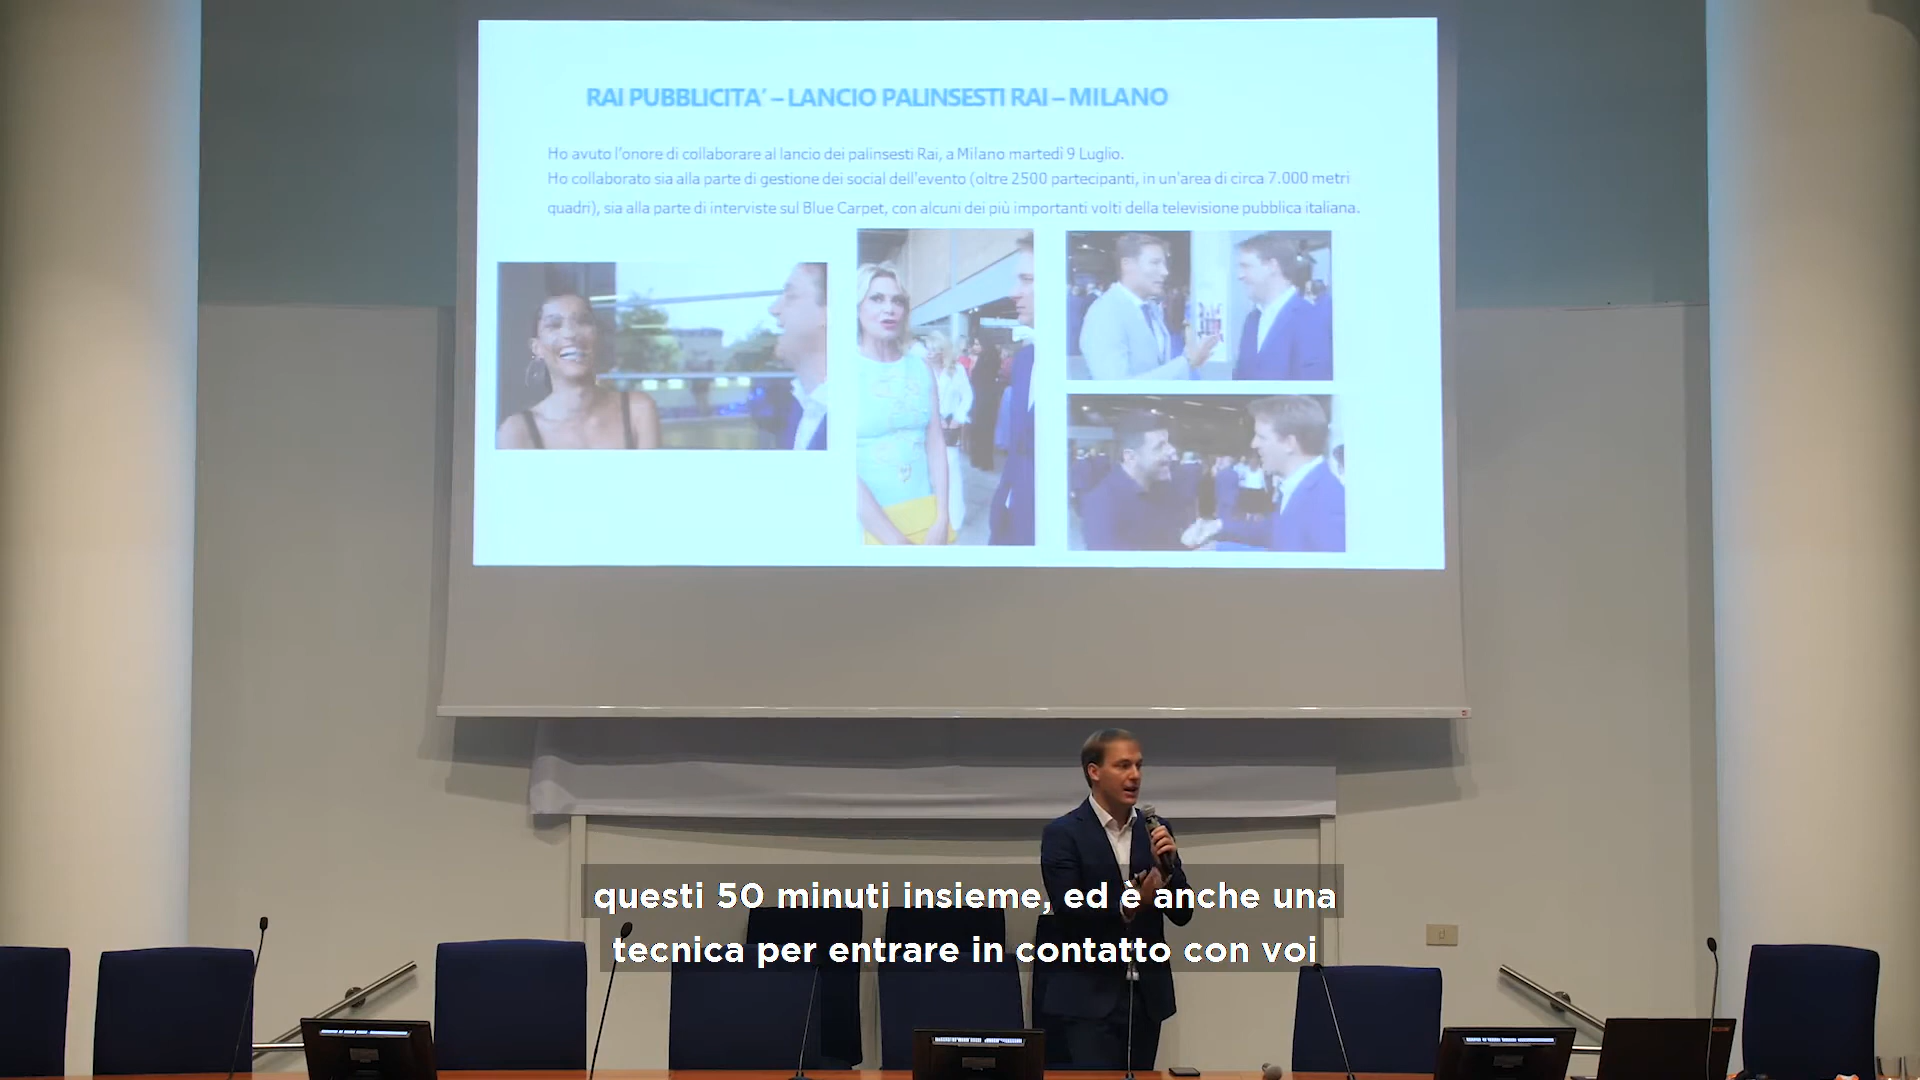 RAI PUBBLICITA' – LANCIO PALINSESTI RAI – MILANO
Ho avuto l'onore di collaborare al lancio dei palinsesti Rai, a Milano martedì 9 Luglio.
Ho collaborato sia alla parte di gestione dei social dell'evento (oltre 2500 partecipanti, in un'area di circa 7.000 metri
quadri), sia alla parte di interviste sul Blue Carpet, con alcuni dei più importanti volti della televisione pubblica italiana.
questi 50 minuti insieme, ed è anche una
tecnica per entrare in contatto con voi